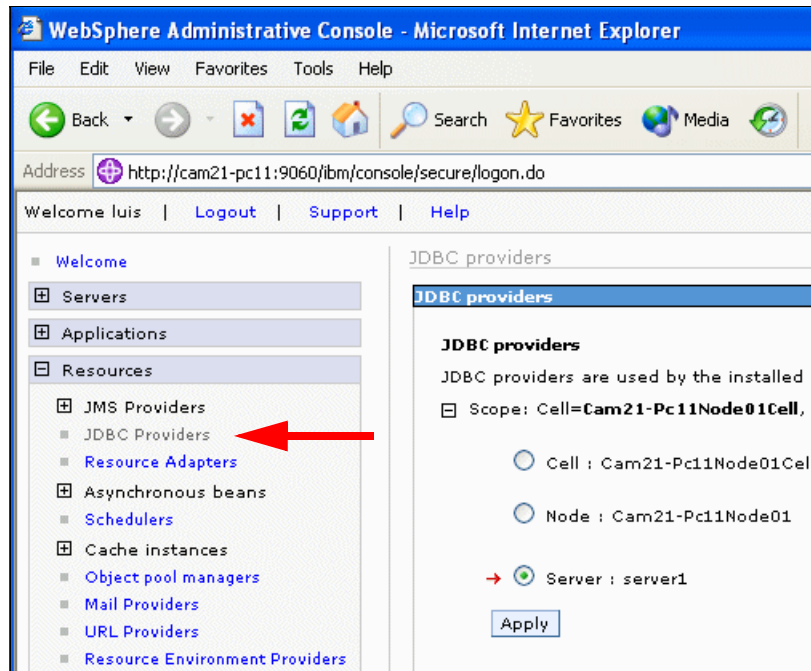 WebSphere Administrative Console - Microsoft Internet Explorer
File Edit View Favorites Tools Help
Back Search Favorites Media
Address http://cam21-pc11:9060/ibm/console/secure/logon.do
Welcome luis | Logout | Support | Help
Welcome
Servers
Applications
Resources
JMS Providers
JDBC Providers
Resource Adapters
Asynchronous beans
Schedulers
Cache instances
Object pool managers
Mail Providers
URL Providers
Resource Environment Providers
JDBC providers
JDBC providers
JDBC providers
JDBC providers are used by the installed
Scope: Cell=Cam21-Pc11Node01Cell,
Cell : Cam21-Pc11Node01Cel
Node : Cam21-Pc11Node01
Server : server1
Apply